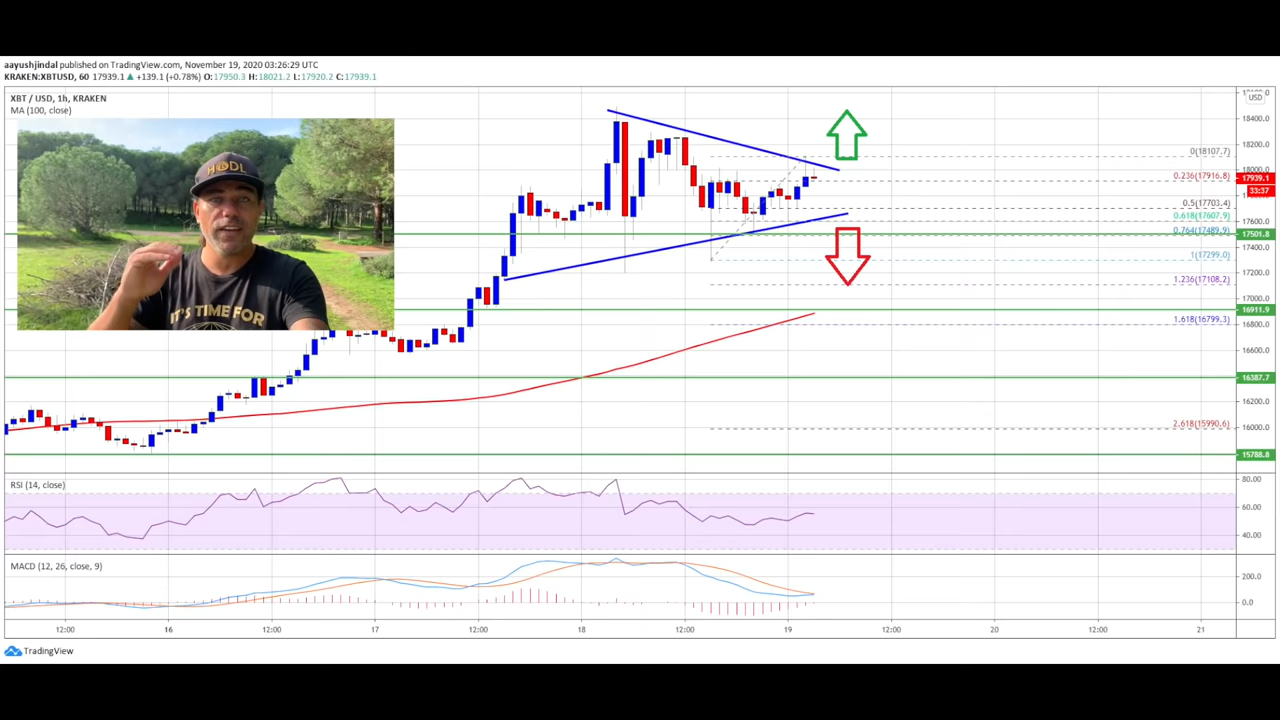 aayushjindal published on TradingView.com, November 19, 2020 03:26:29 UTC
KRAKEN:XBTUSD, 60 17939.1 ▲ +139.1 (+0.78%) O:17950.3 H:18021.2 L:17920.2 C:17939.1
XBT / USD, 1h, KRAKEN
MA (100, close)
USD
18400.0
18200.0
0(18107.7)
18000.0
0.236(17916.8)
17939.1
33:37
0.5(17703.4)
0.618(17607.9)
17600.0
0.764(17489.9)
17501.8
1(17299.0)
17400.0
17200.0
1.236(17108.2)
17000.0
16911.9
1.618(16799.3)
16800.0
16600.0
16387.7
16200.0
2.618(15990.6)
16000.0
15788.8
HODL
IT'S TIME FOR
RSI (14, close)
80.00
60.00
40.00
MACD (12, 26, close, 9)
200.0
0.0
12:00 16 12:00 17 12:00 18 12:00 19 12:00 20 12:00 21
TradingView